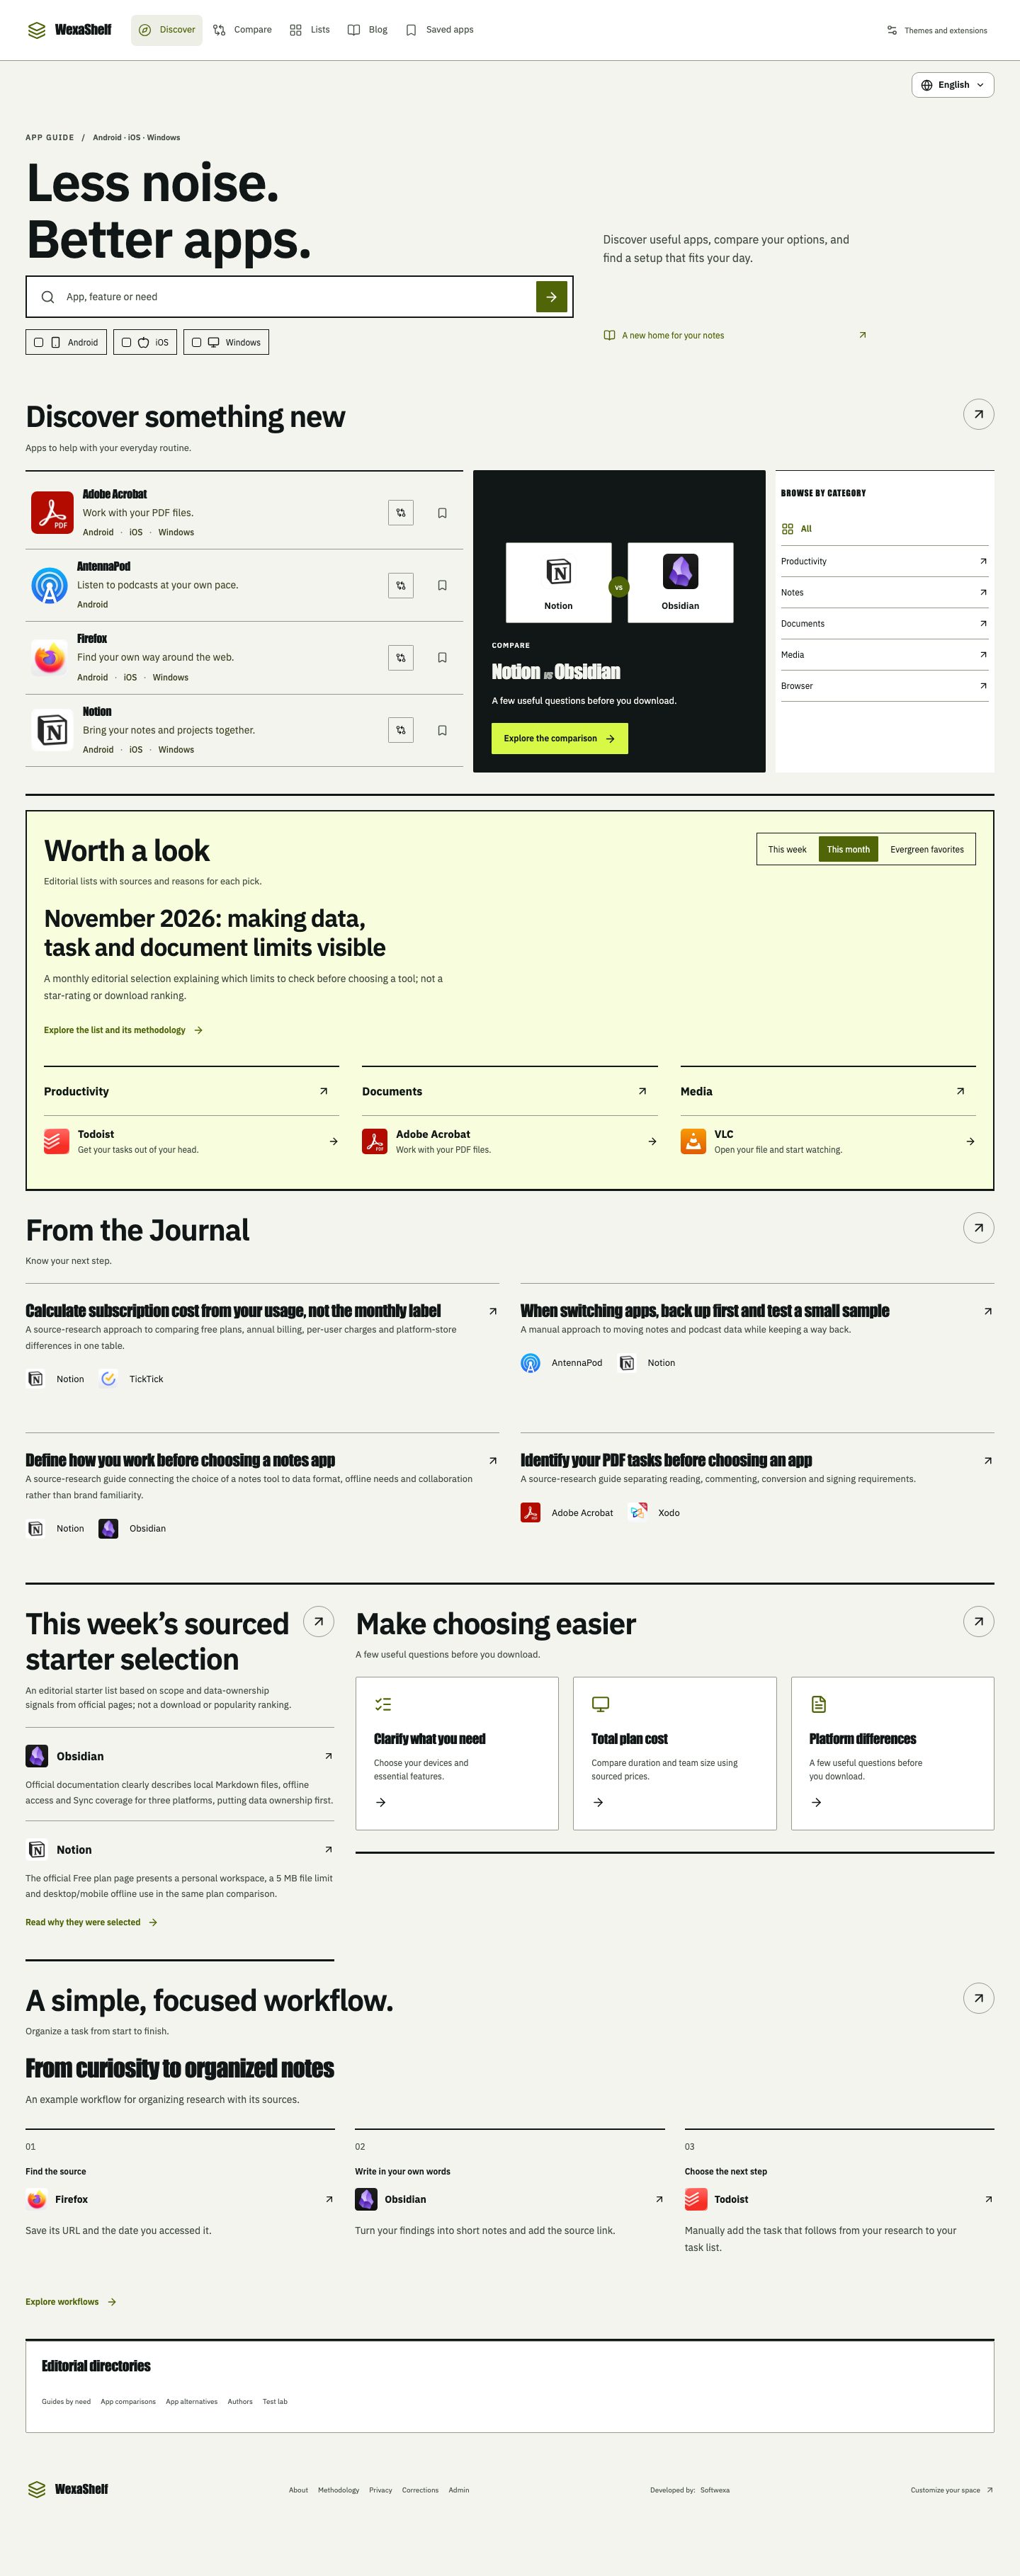 WexaShelf
Discover
Compare
Lists
Blog
Saved apps
Themes and extensions
English
APP GUIDE / Android · iOS · Windows
Less noise.
Better apps.
Discover useful apps, compare your options, and
find a setup that fits your day.
App, feature or need
Android
iOS
Windows
A new home for your notes
Discover something new
Apps to help with your everyday routine.
Adobe Acrobat
Work with your PDF files.
Android · iOS · Windows
AntennaPod
Listen to podcasts at your own pace.
Android
Firefox
Find your own way around the web.
Android · iOS · Windows
Notion
Bring your notes and projects together.
Android · iOS · Windows
Notion
VS
Obsidian
COMPARE
Notion vs Obsidian
A few useful questions before you download.
Explore the comparison
BROWSE BY CATEGORY
All
Productivity
Notes
Documents
Media
Browser
Worth a look
This week
This month
Evergreen favorites
Editorial lists with sources and reasons for each pick.
November 2026: making data,
task and document limits visible
A monthly editorial selection explaining which limits to check before choosing a tool; not a
star-rating or download ranking.
Explore the list and its methodology
Productivity
Todoist
Get your tasks out of your head.
Documents
Adobe Acrobat
Work with your PDF files.
Media
VLC
Open your file and start watching.
From the Journal
Know your next step.
Calculate subscription cost from your usage, not the monthly label
A source-research approach to comparing free plans, annual billing, per-user charges and platform-store
differences in one table.
Notion
TickTick
When switching apps, back up first and test a small sample
A manual approach to moving notes and podcast data while keeping a way back.
AntennaPod
Notion
Define how you work before choosing a notes app
A source-research guide connecting the choice of a notes tool to data format, offline needs and collaboration
rather than brand familiarity.
Notion
Obsidian
Identify your PDF tasks before choosing an app
A source-research guide separating reading, commenting, conversion and signing requirements.
Adobe Acrobat
Xodo
This week's sourced
starter selection
An editorial starter list based on scope and data-ownership
signals from official pages; not a download or popularity ranking.
Obsidian
Official documentation clearly describes local Markdown files, offline
access and Sync coverage for three platforms, putting data ownership first.
Notion
The official Free plan page presents a personal workspace, a 5 MB file limit
and desktop/mobile offline use in the same plan comparison.
Read why they were selected
Make choosing easier
A few useful questions before you download.
Clarify what you need
Choose your devices and
essential features.
Total plan cost
Compare duration and team size using
sourced prices.
Platform differences
A few useful questions before
you download.
A simple, focused workflow.
Organize a task from start to finish.
From curiosity to organized notes
An example workflow for organizing research with its sources.
01
Find the source
Firefox
Save its URL and the date you accessed it.
02
Write in your own words
Obsidian
Turn your findings into short notes and add the source link.
03
Choose the next step
Todoist
Manually add the task that follows from your research to your
task list.
Explore workflows
Editorial directories
Guides by need
App comparisons
App alternatives
Authors
Test lab
WexaShelf
About
Methodology
Privacy
Corrections
Admin
Developed by: Softwexa
Customize your space